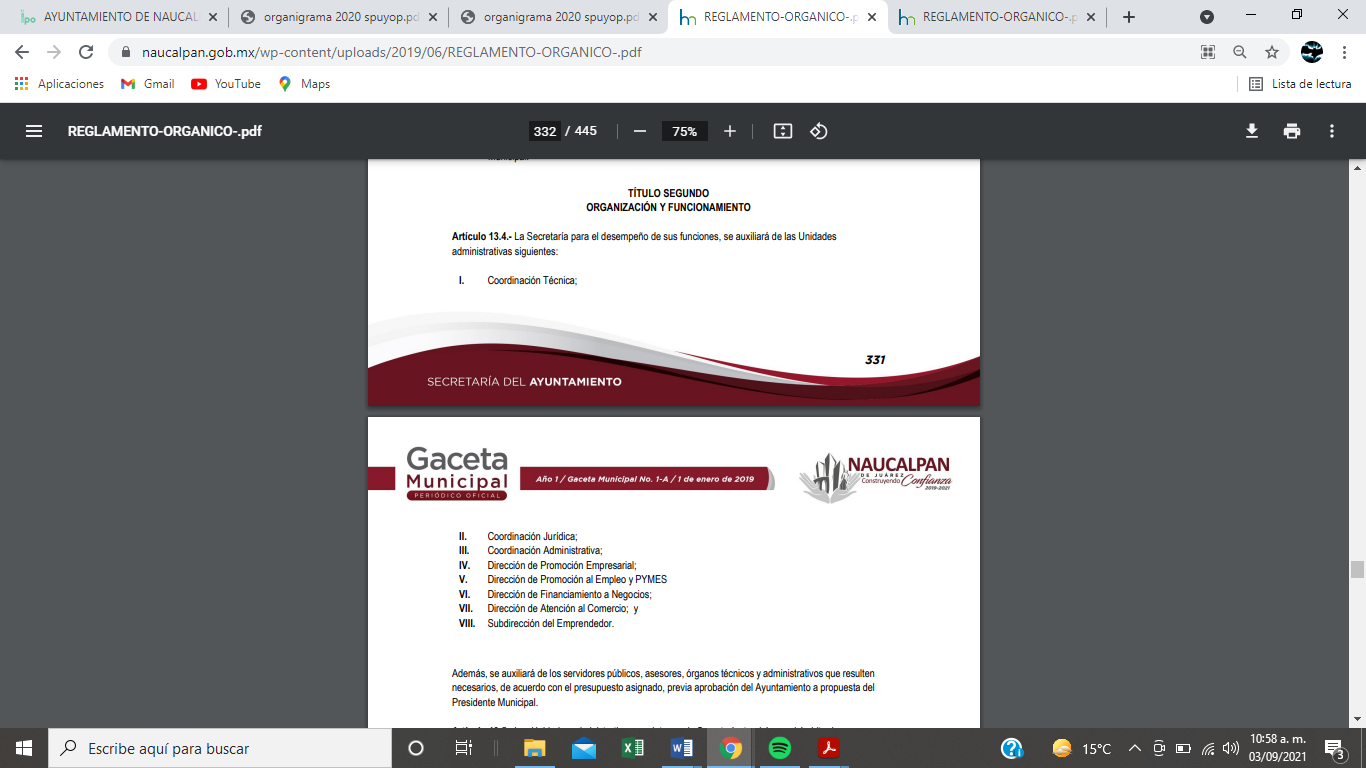 AYUNTAMIENTO DE NAUCAL
organigrama 2020 spuyop.pd
organigrama 2020 spuyop.pd
REGLAMENTO-ORGANICO-.p
REGLAMENTO-ORGANICO-.p
naucalpan.gob.mx/wp-content/uploads/2019/06/REGLAMENTO-ORGANICO-.pdf
Aplicaciones
Gmail
YouTube
Maps
Lista de lectura
REGLAMENTO-ORGANICO-.pdf
332 / 445
75%
TÍTULO SEGUNDO
ORGANIZACIÓN Y FUNCIONAMIENTO
Artículo 13.4.- La Secretaría para el desempeño de sus funciones, se auxiliará de las Unidades
administrativas siguientes:
I. Coordinación Técnica;
331
SECRETARÍA DEL AYUNTAMIENTO
Gaceta
Municipal
PERIÓDICO OFICIAL
Año 1 / Gaceta Municipal No. 1-A / 1 de enero de 2019
NAUCALPAN
DE JUÁREZ
Construyendo Confianza
2019-2021
II. Coordinación Jurídica;
III. Coordinación Administrativa;
IV. Dirección de Promoción Empresarial;
V. Dirección de Promoción al Empleo y PYMES
VI. Dirección de Financiamiento a Negocios;
VII. Dirección de Atención al Comercio; y
VIII. Subdirección del Emprendedor.
Además, se auxiliará de los servidores públicos, asesores, órganos técnicos y administrativos que resulten
necesarios, de acuerdo con el presupuesto asignado, previa aprobación del Ayuntamiento a propuesta del
Presidente Municipal.
Escribe aquí para buscar
15°C
10:58 a. m.
03/09/2021
3